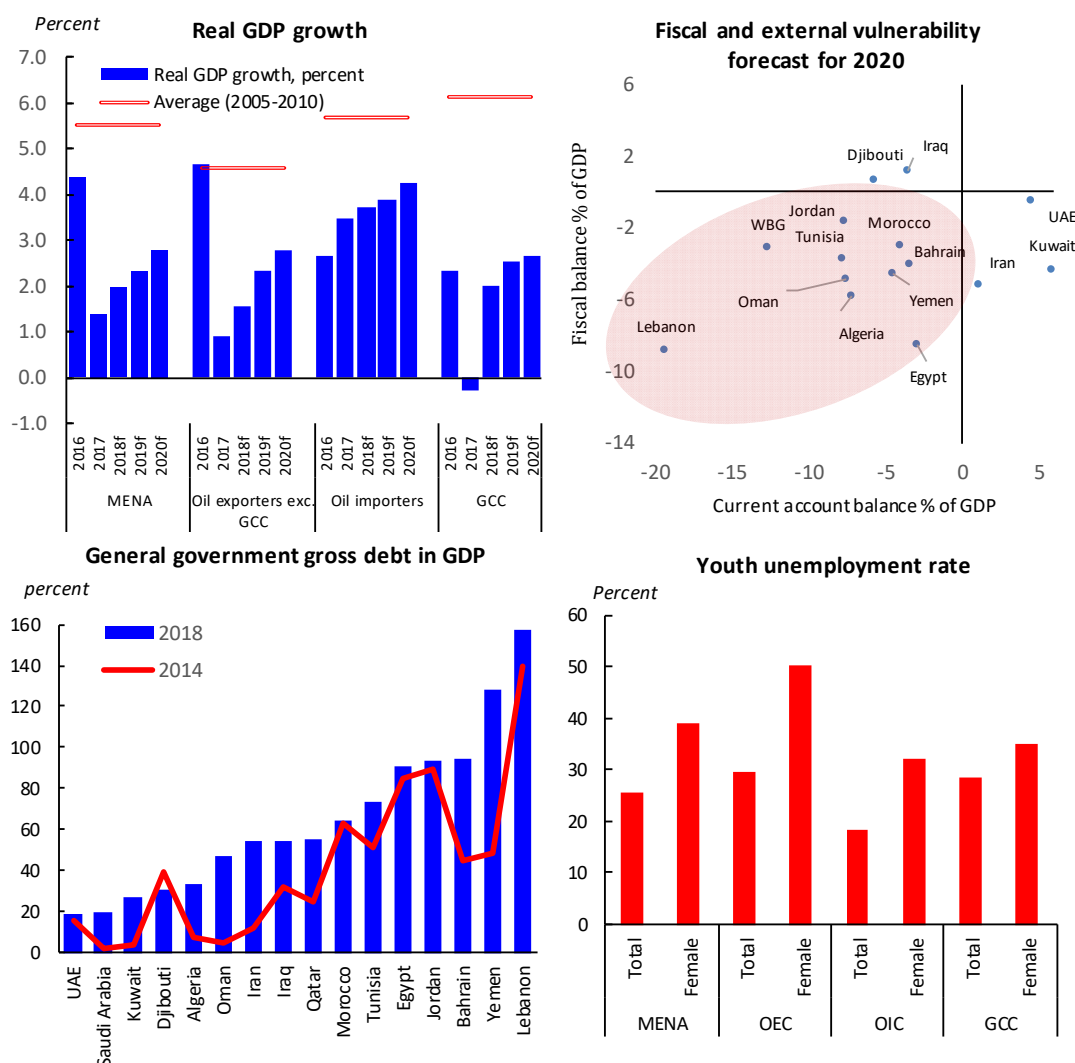 Percent
Real GDP growth
7.0
6.0
5.0
4.0
3.0
2.0
1.0
0.0
-1.0
Real GDP growth, percent
Average (2005-2010)
2016
2017
2018f
2019f
2020f
2016
2017
2018f
2019f
2020f
2016
2017
2018f
2019f
2020f
2016
2017
2018f
2019f
2020f
MENA
Oil exporters exc.
GCC
Oil importers
GCC
Fiscal and external vulnerability
forecast for 2020
Fiscal balance % of GDP
6
2
-2
-6
-10
-14
Djibouti
Iraq
Jordan
WBG
Morocco
UAE
Tunisia
Bahrain
Kuwait
Iran
Oman
Yemen
Lebanon
Algeria
Egypt
-20
-15
-10
-5
0
5
Current account balance % of GDP
General government gross debt in GDP
percent
160
140
120
100
80
60
40
20
0
2018
2014
UAE
Saudi Arabia
Kuwait
Djibouti
Algeria
Oman
Iran
Iraq
Qatar
Morocco
Tunisia
Egypt
Jordan
Bahrain
Yemen
Lebanon
Youth unemployment rate
Percent
60
50
40
30
20
10
0
Total
Female
Total
Female
Total
Female
Total
Female
MENA
OEC
OIC
GCC